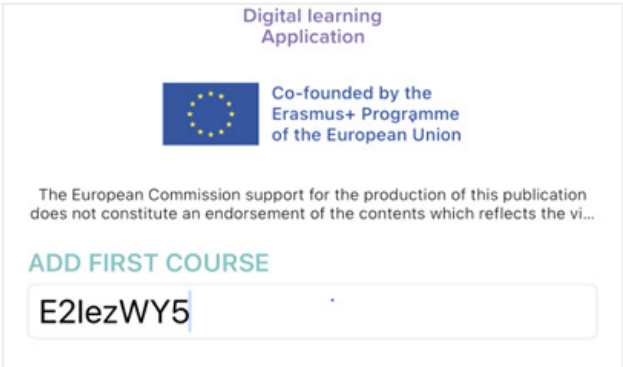 Digital learning
Application
Co-founded by the
Erasmus+ Programme
of the European Union
The European Commission support for the production of this publication
does not constitute an endorsement of the contents which reflects the vi...
ADD FIRST COURSE
E2IezWY5